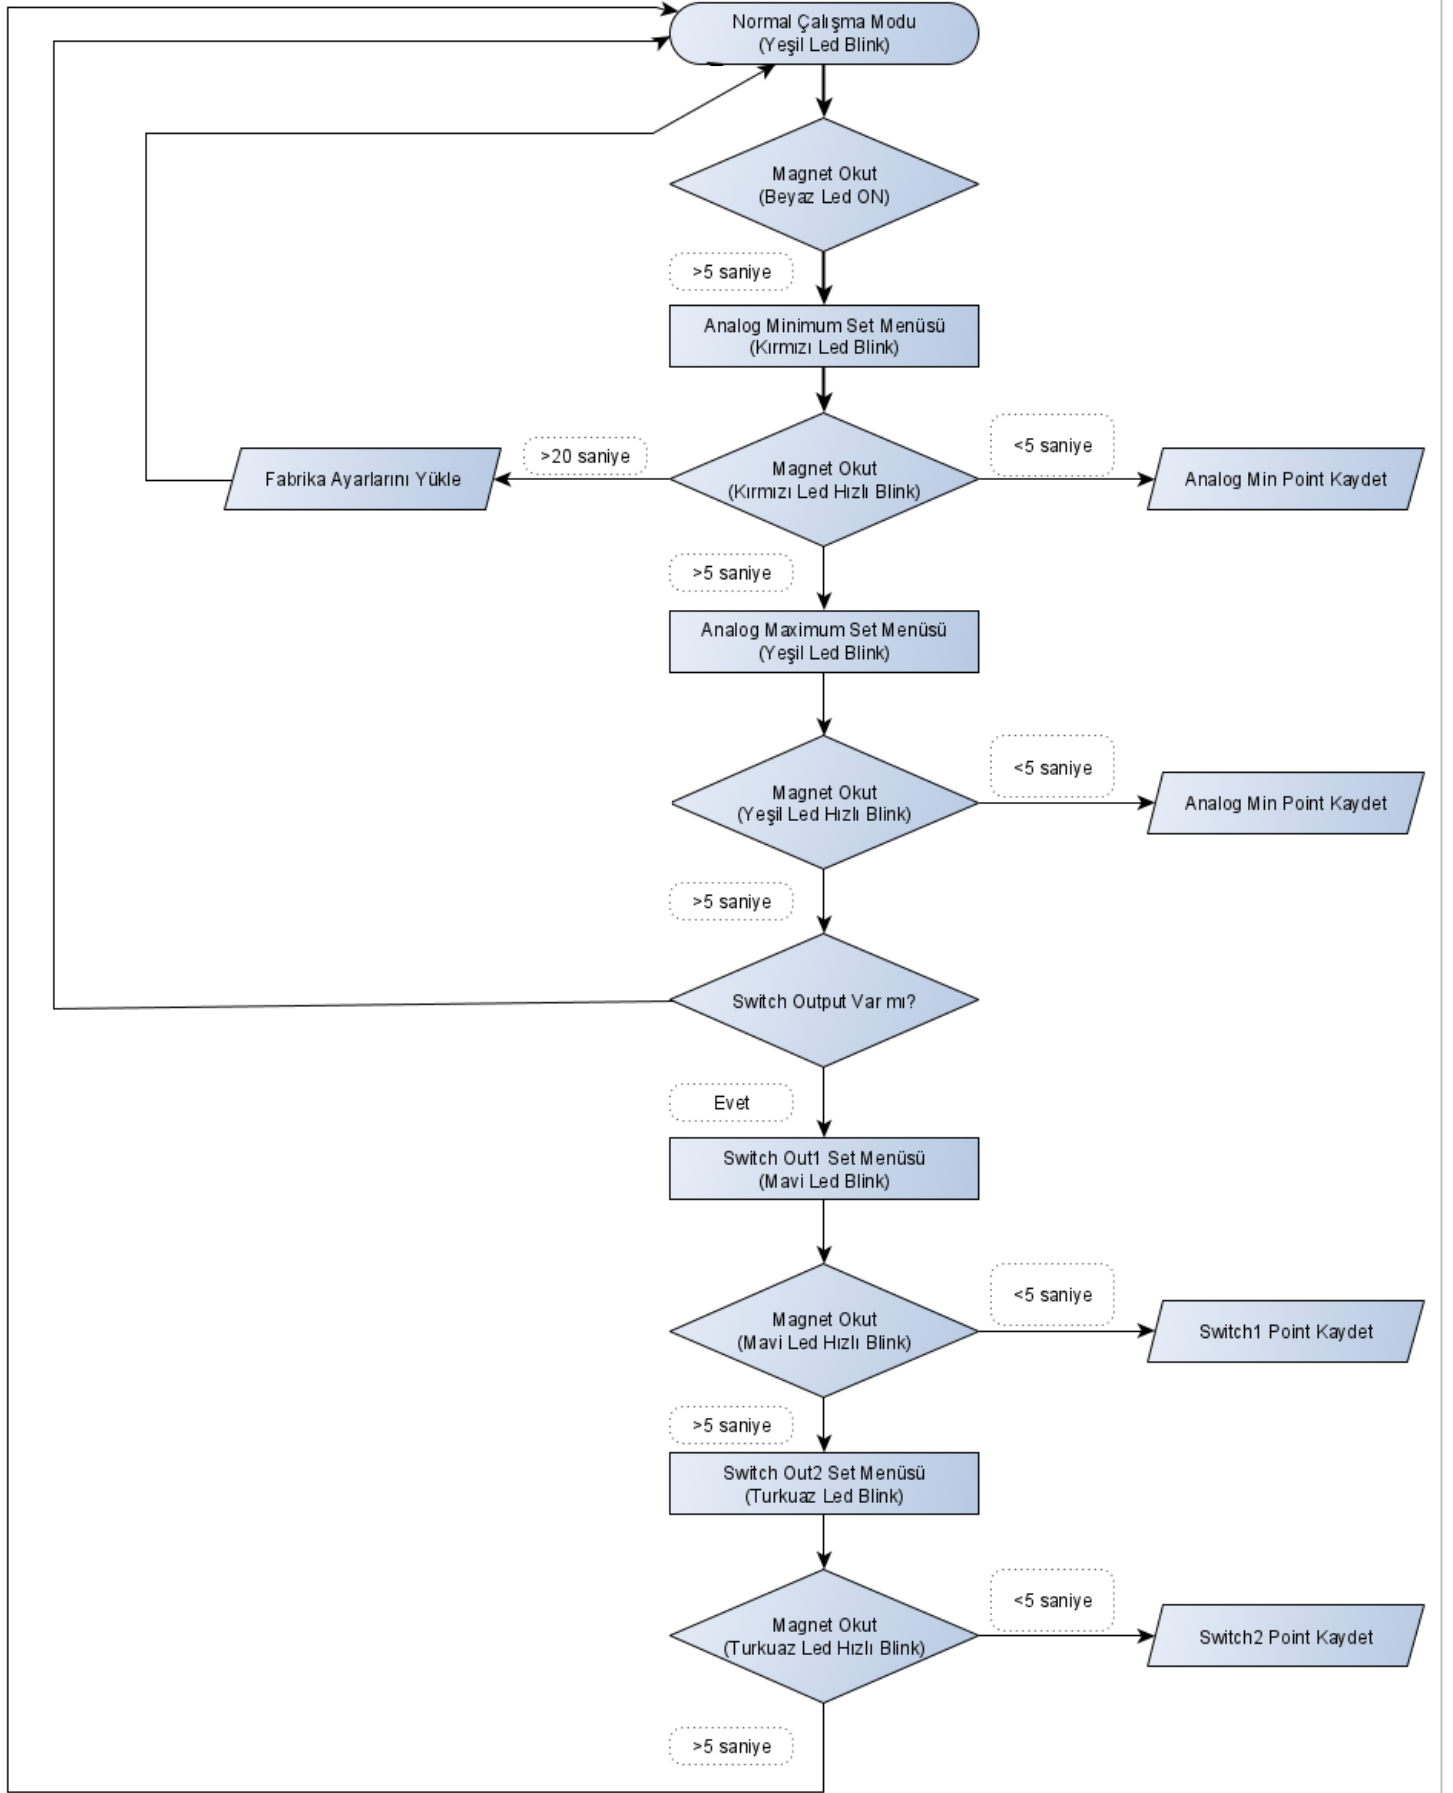 Normal Çalışma Modu
(Yeşil Led Blink)
Magnet Okut
(Beyaz Led ON)
>5 saniye
Analog Minimum Set Menüsü
(Kırmızı Led Blink)
<5 saniye
>20 saniye
Magnet Okut
(Kırmızı Led Hızlı Blink)
Fabrika Ayarlarını Yükle
Analog Min Point Kaydet
>5 saniye
Analog Maximum Set Menüsü
(Yeşil Led Blink)
<5 saniye
Magnet Okut
(Yeşil Led Hızlı Blink)
Analog Min Point Kaydet
>5 saniye
Switch Output Var mı?
Evet
Switch Out1 Set Menüsü
(Mavi Led Blink)
<5 saniye
Magnet Okut
(Mavi Led Hızlı Blink)
Switch1 Point Kaydet
>5 saniye
Switch Out2 Set Menüsü
(Turkuaz Led Blink)
<5 saniye
Magnet Okut
(Turkuaz Led Hızlı Blink)
Switch2 Point Kaydet
>5 saniye